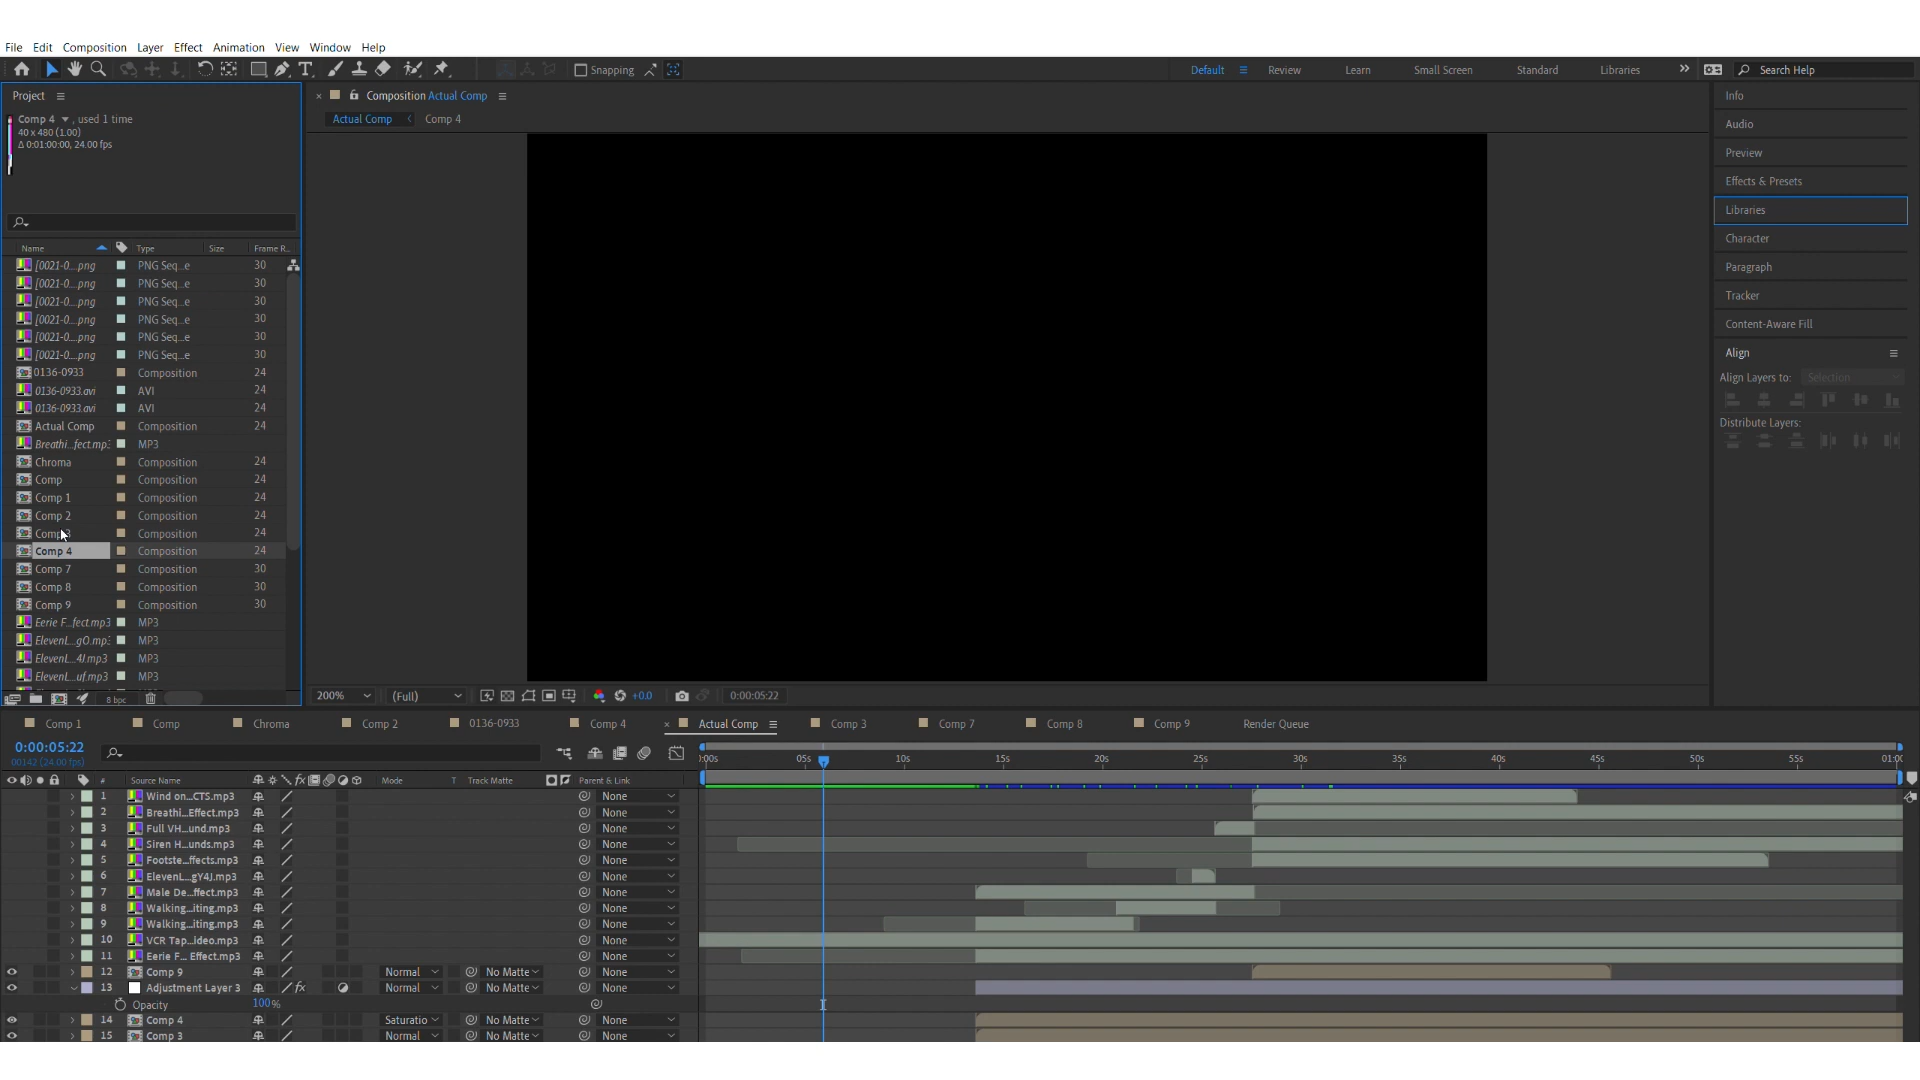 File Edit Composition Layer Effect Animation View Window Help
Snapping Default Review Learn Small Screen Standard Libraries Search Help
Project
Comp 4 , used 1 time
40 x 480 (1.00)
Δ 0:01:00:00, 24.00 fps
Composition Actual Comp
Actual Comp Comp 4
Name Type Size Frame R...
[0021-0....png PNG Seq...e 30
[0021-0....png PNG Seq...e 30
[0021-0....png PNG Seq...e 30
[0021-0....png PNG Seq...e 30
[0021-0....png PNG Seq...e 30
[0021-0....png PNG Seq...e 30
0136-0933 Composition 24
0136-0933.avi AVI 24
0136-0933.avi AVI 24
Actual Comp Composition 24
Breathi...fect.mp3 MP3
Chroma Composition 24
Comp Composition 24
Comp 1 Composition 24
Comp 2 Composition 24
Comp 3 Composition 24
Comp 4 Composition 24
Comp 7 Composition 30
Comp 8 Composition 30
Comp 9 Composition 30
Eerie F...fect.mp3 MP3
ElevenL...gO.mp3 MP3
ElevenL...4J.mp3 MP3
ElevenL...uf.mp3 MP3
8 bpc
200% (Full) +0.0 0:00:05:22
Info
Audio
Preview
Effects & Presets
Libraries
Character
Paragraph
Tracker
Content-Aware Fill
Align
Align Layers to: Selection
Distribute Layers:
Comp 1 Comp Chroma Comp 2 0136-0933 Comp 4 Actual Comp Comp 3 Comp 7 Comp 8 Comp 9 Render Queue
0:00:05:22
00142 (24.00 fps)
):00s 05s 10s 15s 20s 25s 30s 35s 40s 45s 50s 55s 01:0(
# Source Name fx Mode T Track Matte Parent & Link
1 Wind on...CTS.mp3 None
2 Breathi...Effect.mp3 None
3 Full VH...und.mp3 None
4 Siren H...unds.mp3 None
5 Footste...ffects.mp3 None
6 ElevenL...gY4J.mp3 None
7 Male De...ffect.mp3 None
8 Walking...iting.mp3 None
9 Walking...iting.mp3 None
10 VCR Tap...ideo.mp3 None
11 Eerie F... Effect.mp3 None
12 Comp 9 Normal No Matte None
13 Adjustment Layer 3 fx Normal No Matte None
Opacity 100%
14 Comp 4 Saturatio No Matte None
15 Comp 3 Normal No Matte None